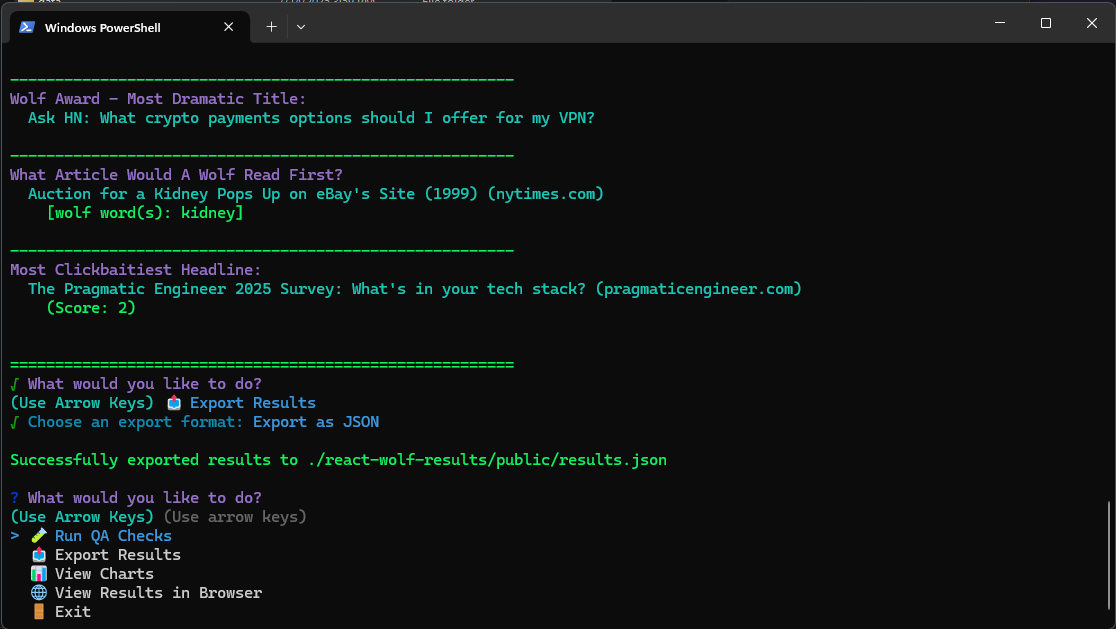 Windows PowerShell
--------------------------------------------------------
Wolf Award - Most Dramatic Title:
Ask HN: What crypto payments options should I offer for my VPN?
--------------------------------------------------------
What Article Would A Wolf Read First?
Auction for a Kidney Pops Up on eBay's Site (1999) (nytimes.com)
[wolf word(s): kidney]
--------------------------------------------------------
Most Clickbaitiest Headline:
The Pragmatic Engineer 2025 Survey: What's in your tech stack? (pragmaticengineer.com)
(Score: 2)
========================================================
√ What would you like to do?
(Use Arrow Keys) 📤 Export Results
√ Choose an export format: Export as JSON
Successfully exported results to ./react-wolf-results/public/results.json
? What would you like to do?
(Use Arrow Keys) (Use arrow keys)
> 🧪 Run QA Checks
📤 Export Results
📊 View Charts
🌐 View Results in Browser
🚪 Exit